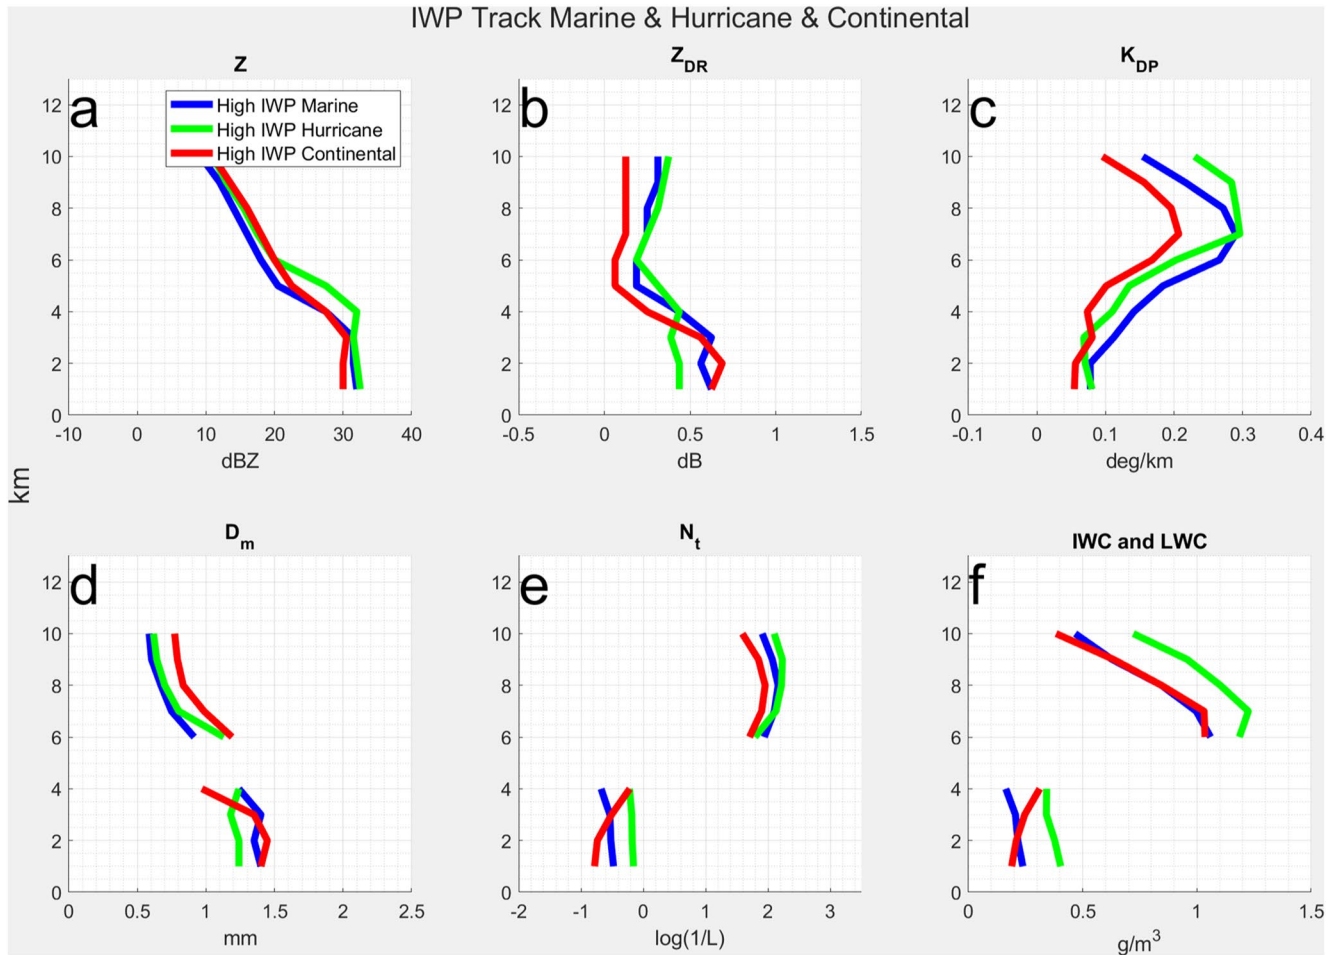 IWP Track Marine & Hurricane & Continental
Z
a
High IWP Marine
High IWP Hurricane
High IWP Continental
12
10
8
6
4
2
0
-10 0 10 20 30 40
dBZ
Z_DR
b
12
10
8
6
4
2
0
-0.5 0 0.5 1 1.5
dB
K_DP
c
12
10
8
6
4
2
0
-0.1 0 0.1 0.2 0.3 0.4
deg/km
km
D_m
d
12
10
8
6
4
2
0
0 0.5 1 1.5 2 2.5
mm
N_t
e
12
10
8
6
4
2
0
-2 -1 0 1 2 3
log(1/L)
IWC and LWC
f
12
10
8
6
4
2
0
0 0.5 1 1.5
g/m³